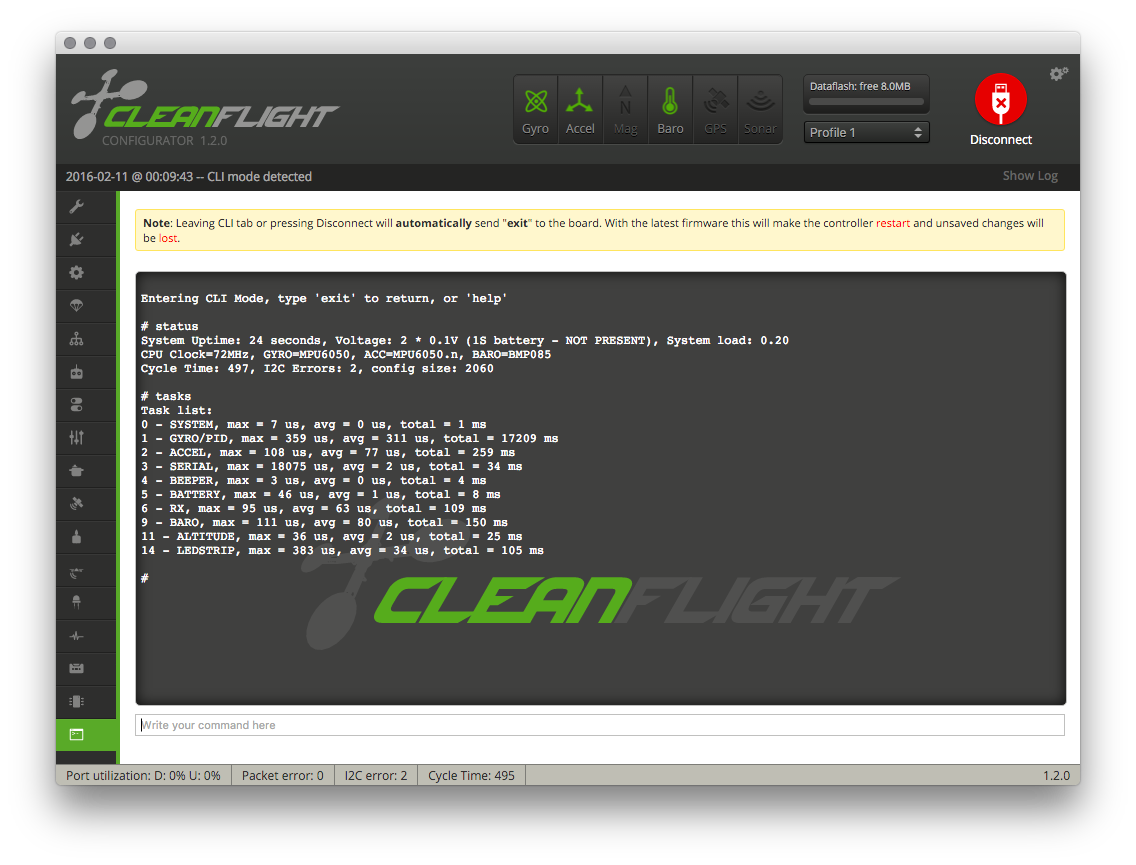 CLEANFLIGHT
CONFIGURATOR 1.2.0
Gyro
Accel
Mag
Baro
GPS
Sonar
Dataflash: free 8.0MB
Profile 1
Disconnect
2016-02-11 @ 00:09:43 -- CLI mode detected
Show Log
Note: Leaving CLI tab or pressing Disconnect will automatically send "exit" to the board. With the latest firmware this will make the controller restart and unsaved changes will
be lost.
Entering CLI Mode, type 'exit' to return, or 'help'
# status
System Uptime: 24 seconds, Voltage: 2 * 0.1V (1S battery - NOT PRESENT), System load: 0.20
CPU Clock=72MHz, GYRO=MPU6050, ACC=MPU6050.n, BARO=BMP085
Cycle Time: 497, I2C Errors: 2, config size: 2060
# tasks
Task list:
0 - SYSTEM, max = 7 us, avg = 0 us, total = 1 ms
1 - GYRO/PID, max = 359 us, avg = 311 us, total = 17209 ms
2 - ACCEL, max = 108 us, avg = 77 us, total = 259 ms
3 - SERIAL, max = 18075 us, avg = 2 us, total = 34 ms
4 - BEEPER, max = 3 us, avg = 0 us, total = 4 ms
5 - BATTERY, max = 46 us, avg = 1 us, total = 8 ms
6 - RX, max = 95 us, avg = 63 us, total = 109 ms
9 - BARO, max = 111 us, avg = 80 us, total = 150 ms
11 - ALTITUDE, max = 36 us, avg = 2 us, total = 25 ms
14 - LEDSTRIP, max = 383 us, avg = 34 us, total = 105 ms
#
CLEANFLIGHT
Write your command here
Port utilization: D: 0% U: 0%
Packet error: 0
I2C error: 2
Cycle Time: 495
1.2.0